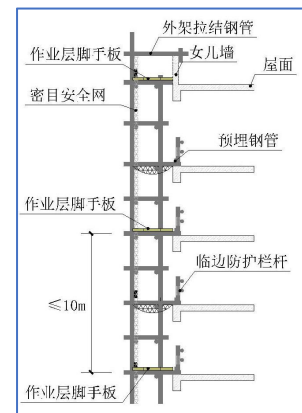 外架拉结钢管
作业层脚手板
女儿墙
屋面
密目安全网
预埋钢管
作业层脚手板
临边防护栏杆
≤10m
作业层脚手板